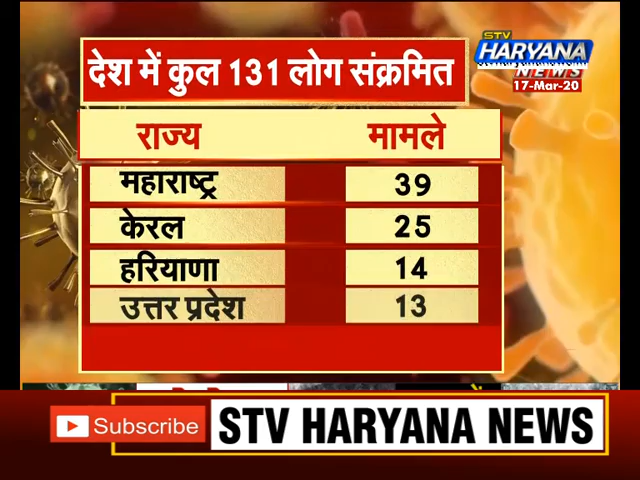 देश में कुल 131 लोग संक्रमित
STV
HARYANA
NEWS
17-Mar-20
राज्य मामले
महाराष्ट्र 39
केरल 25
हरियाणा 14
उत्तर प्रदेश 13
Subscribe
STV HARYANA NEWS